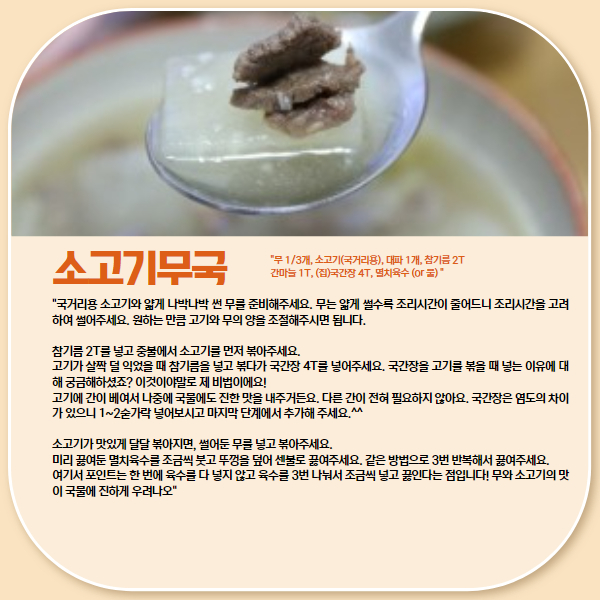 소고기무국
"무 1/3개, 소고기(국거리용), 대파 1개, 참기름 2T
간마늘 1T, (집)국간장 4T, 멸치육수 (or 물) "
"국거리용 소고기와 얇게 나박나박 썬 무를 준비해주세요. 무는 얇게 썰수록 조리시간이 줄어드니 조리시간을 고려
하여 썰어주세요. 원하는 만큼 고기와 무의 양을 조절해주시면 됩니다.
참기름 2T를 넣고 중불에서 소고기를 먼저 볶아주세요.
고기가 살짝 덜 익었을 때 참기름을 넣고 볶다가 국간장 4T를 넣어주세요. 국간장을 고기를 볶을 때 넣는 이유에 대
해 궁금해하셨죠? 이것이야말로 제 비법이에요!
고기에 간이 베여서 나중에 국물에도 진한 맛을 내주거든요. 다른 간이 전혀 필요하지 않아요. 국간장은 염도의 차이
가 있으니 1~2숟가락 넣어보시고 마지막 단계에서 추가해 주세요.^^
소고기가 맛있게 달달 볶아지면, 썰어둔 무를 넣고 볶아주세요.
미리 끓여둔 멸치육수를 조금씩 붓고 뚜껑을 덮어 센불로 끓여주세요. 같은 방법으로 3번 반복해서 끓여주세요.
여기서 포인트는 한 번에 육수를 다 넣지 않고 육수를 3번 나눠서 조금씩 넣고 끓인다는 점입니다! 무와 소고기의 맛
이 국물에 진하게 우려나오"